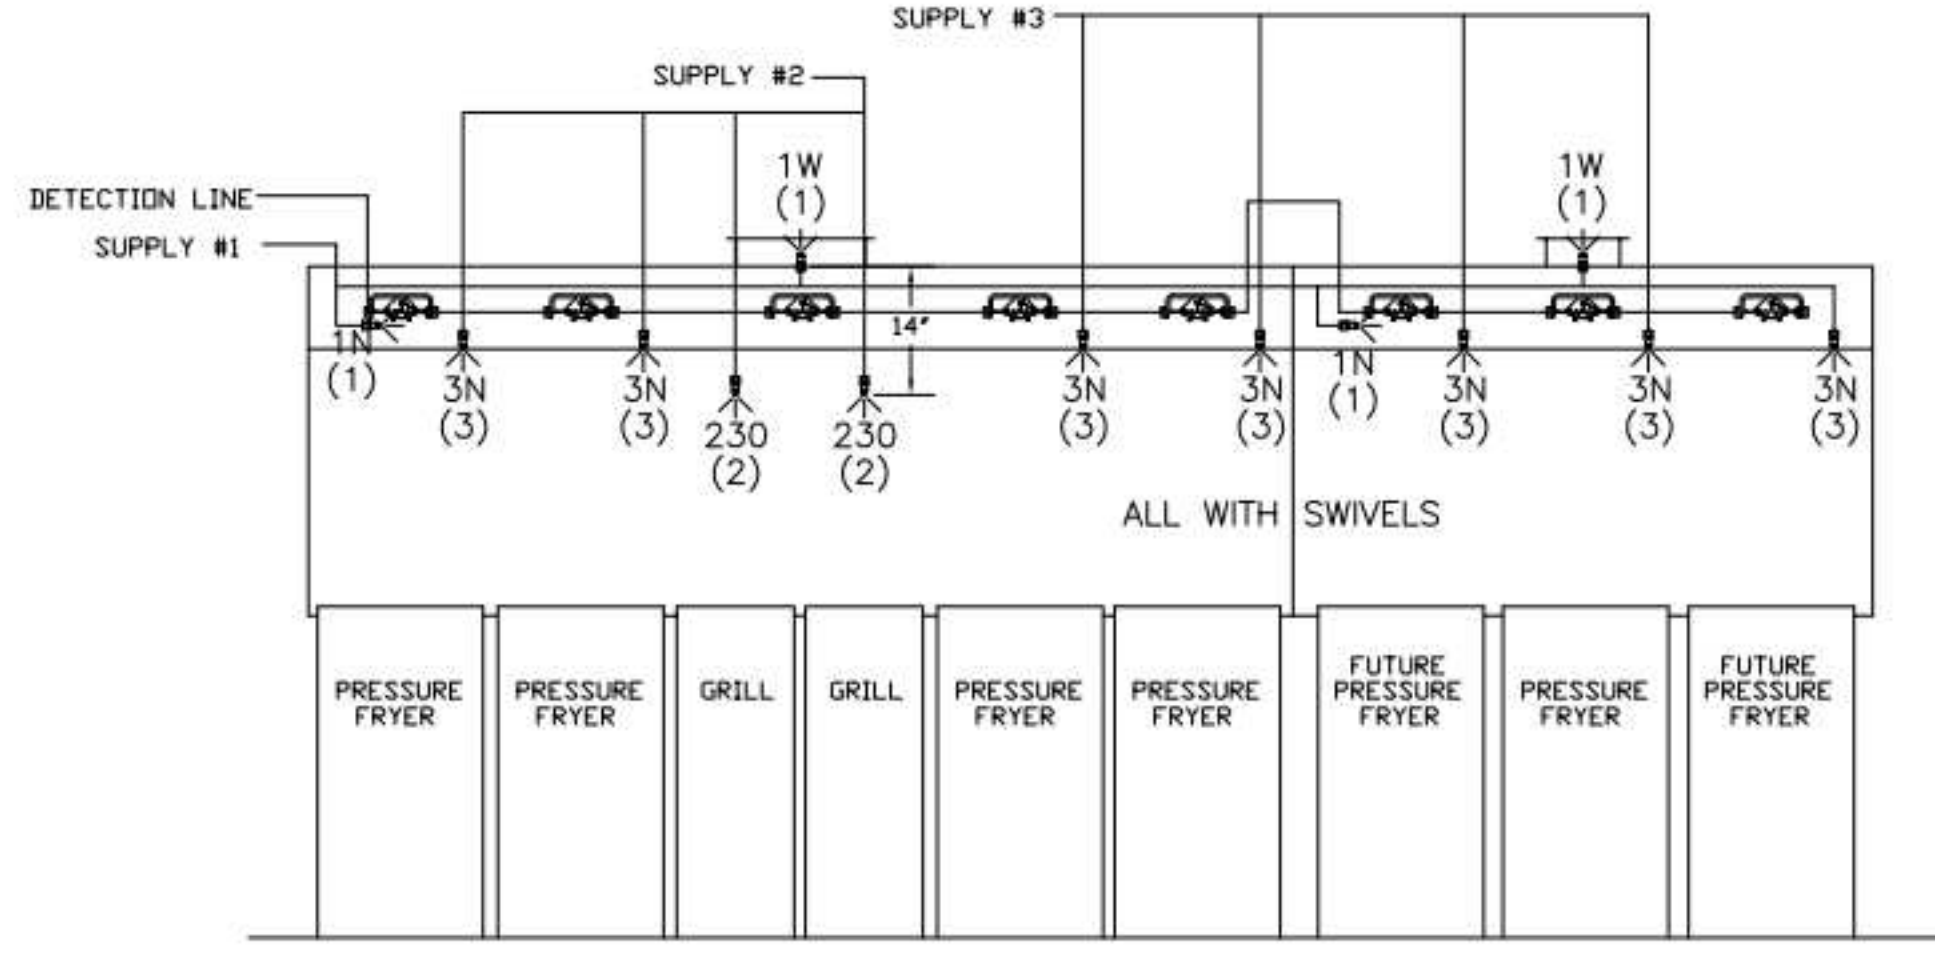 SUPPLY #3
SUPPLY #2
1W
(1)
1W
(1)
DETECTION LINE
SUPPLY #1
14"
1N
(1)
3N
(3)
3N
(3)
230
(2)
230
(2)
3N
(3)
3N
(3)
1N
(1)
3N
(3)
3N
(3)
3N
(3)
ALL WITH SWIVELS
PRESSURE
FRYER
PRESSURE
FRYER
GRILL
GRILL
PRESSURE
FRYER
PRESSURE
FRYER
FUTURE
PRESSURE
FRYER
PRESSURE
FRYER
FUTURE
PRESSURE
FRYER